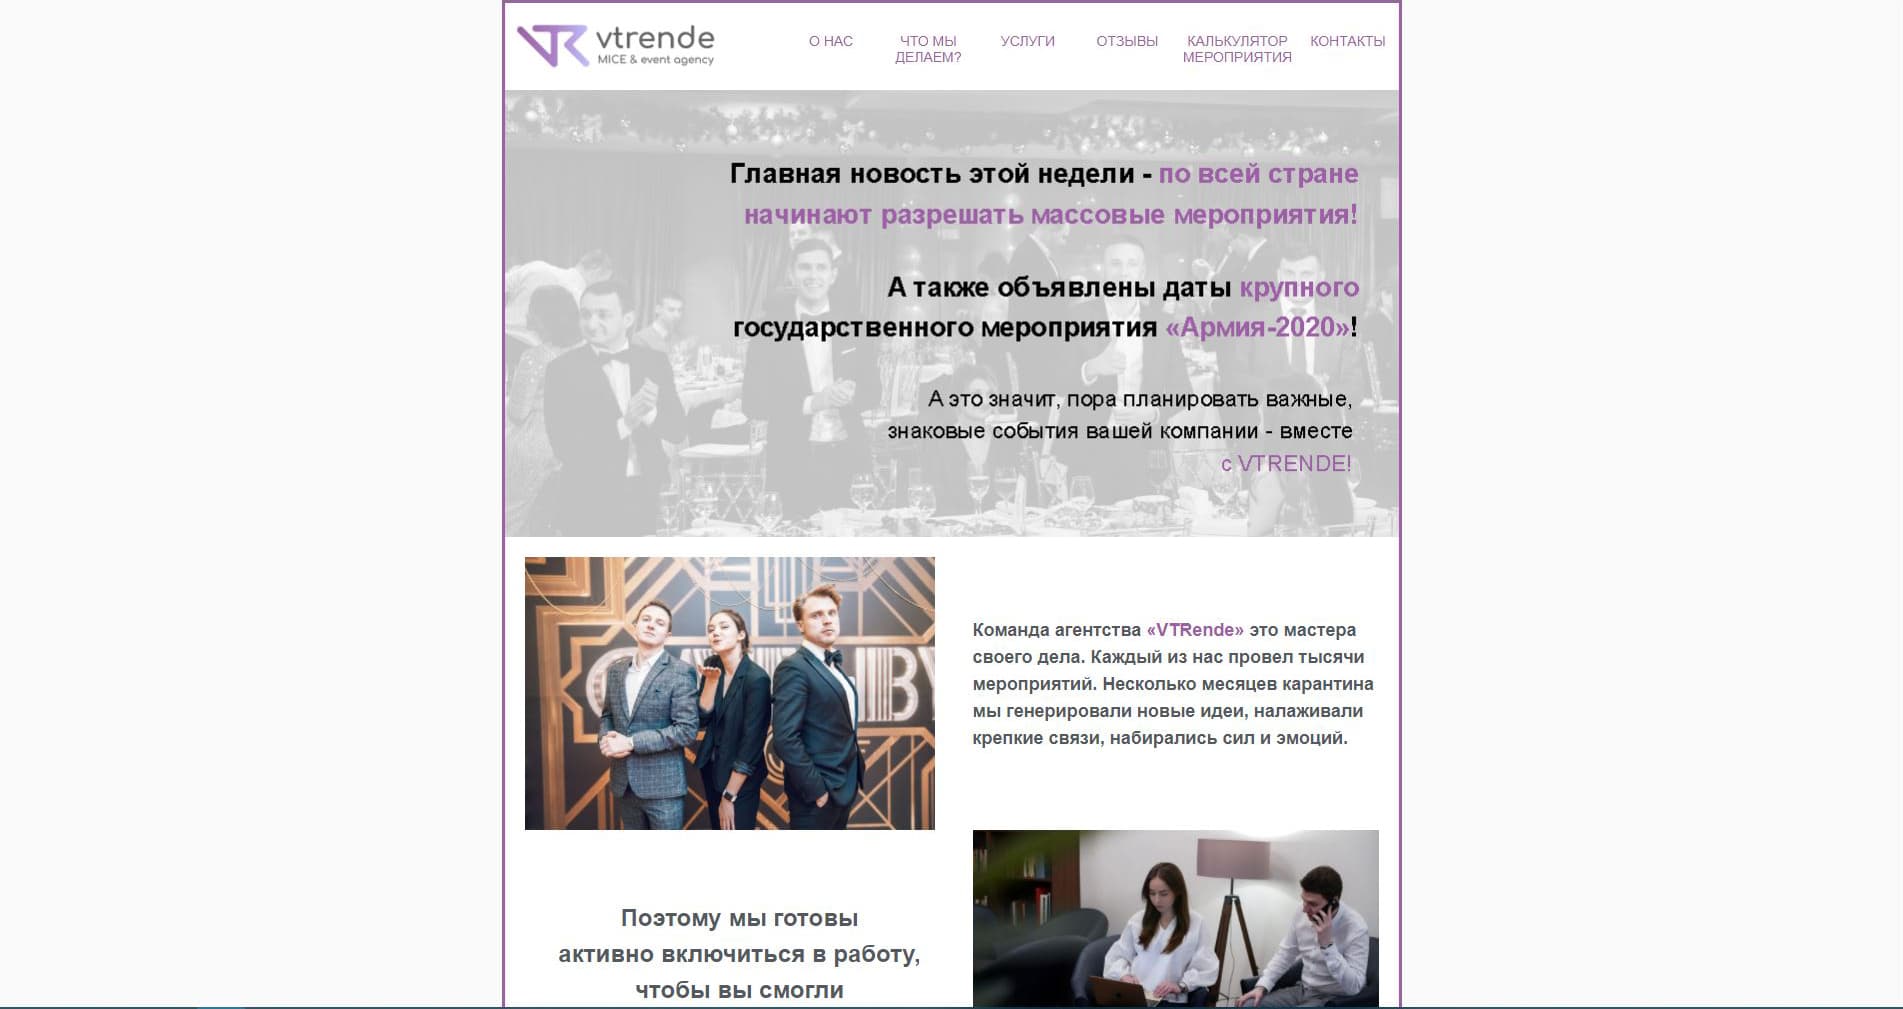 vtrende
MICE & event agency
О НАС
ЧТО МЫ
ДЕЛАЕМ?
УСЛУГИ
ОТЗЫВЫ
КАЛЬКУЛЯТОР
МЕРОПРИЯТИЯ
КОНТАКТЫ
Главная новость этой недели - по всей стране
начинают разрешать массовые мероприятия!
А также объявлены даты крупного
государственного мероприятия «Армия-2020»!
А это значит, пора планировать важные,
знаковые события вашей компании - вместе
с VTRENDE!
Команда агентства «VTRende» это мастера
своего дела. Каждый из нас провел тысячи
мероприятий. Несколько месяцев карантина
мы генерировали новые идеи, налаживали
крепкие связи, набирались сил и эмоций.
Поэтому мы готовы
активно включиться в работу,
чтобы вы смогли